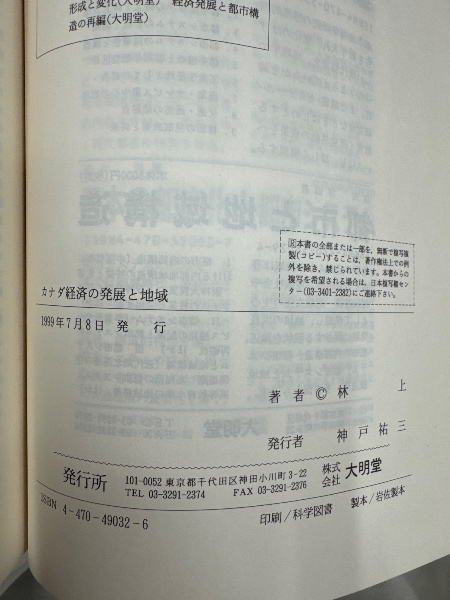 形成と変化(大明堂) 経済発展と都市構
造の再編(大明堂)
R本書の全部または一部を,無断で複写複
製(コピー)することは,著作権法上での例
外を除き,禁じられています。本書からの
複写を希望される場合は,日本複写権セン
ター(03-3401-2382)にご連絡下さい。
カナダ経済の発展と地域
1999年7月8日 発 行
著 者 © 林 上
発行者 神 戸 祐 三
発行所 101-0052 東京都千代田区神田小川町3-22 株式会社 大明堂
TEL 03-3291-2374 FAX 03-3291-2376
ISBN 4-470-49032-6
印刷/科学図書 製本/岩佐製本